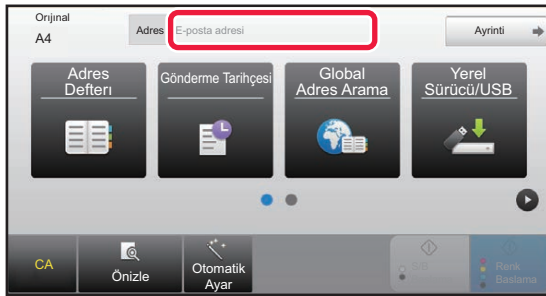 Orijinal
A4
Adres
E-posta adresi
Ayrinti
Adres
Defteri
Gönderme Tarihçesi
Global
Adres Arama
Yerel
Sürücü/USB
CA
Önizle
Otomatik
Ayar
Renk
Baslama